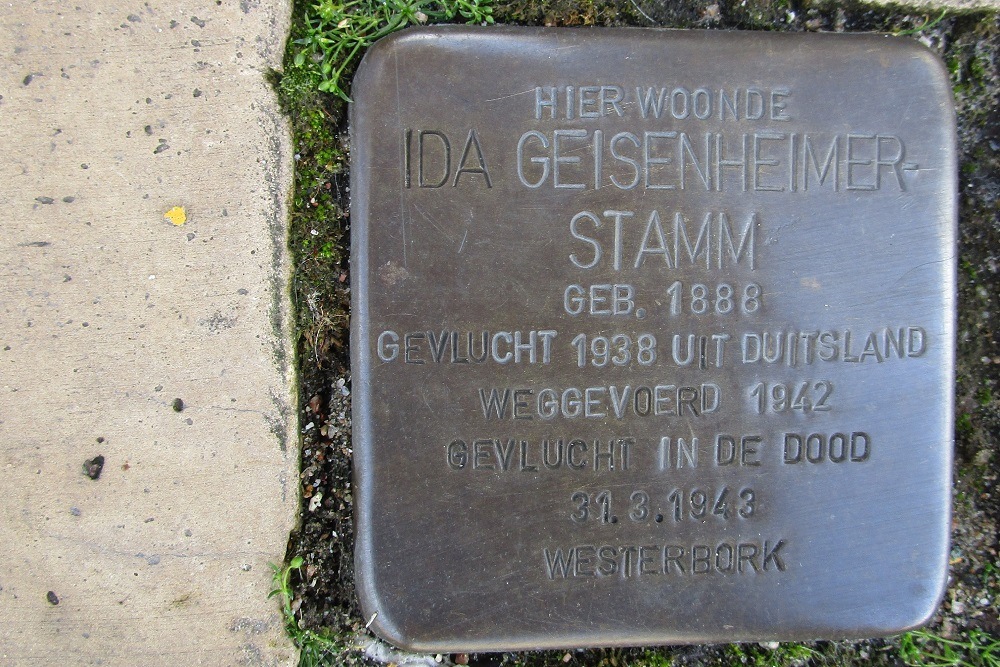 HIER WOONDE
IDA GEISENHEIMER-
STAMM
GEB. 1888
GEVLUCHT 1938 UIT DUITSLAND
WEGGEVOERD 1942
GEVLUCHT IN DE DOOD
31.3.1943
WESTERBORK